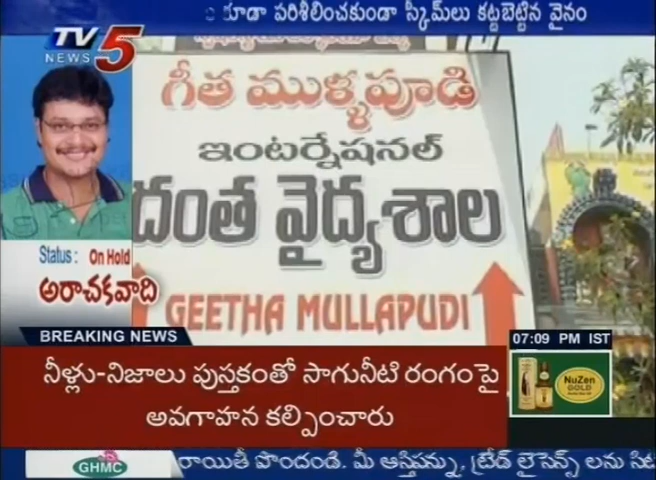 కూడా పరిశీలించకుండా స్కీమ్‌లు కట్టబెట్టిన వైనం
TV5
NEWS
గీత ముళ్ళపూడి
ఇంటర్నేషనల్
దంత వైద్యశాల
GEETHA MULLAPUDI
Status : On Hold
అరాచకవాది
BREAKING NEWS
07:09 PM IST
నీళ్లు-నిజాలు పుస్తకంతో సాగునీటి రంగంపై
అవగాహన కల్పించారు
NuZen
GOLD
GHMC
రాయితీ పొందండి. మీ ఆస్తిపన్ను, ట్రేడ్ లైసెన్స్ లను